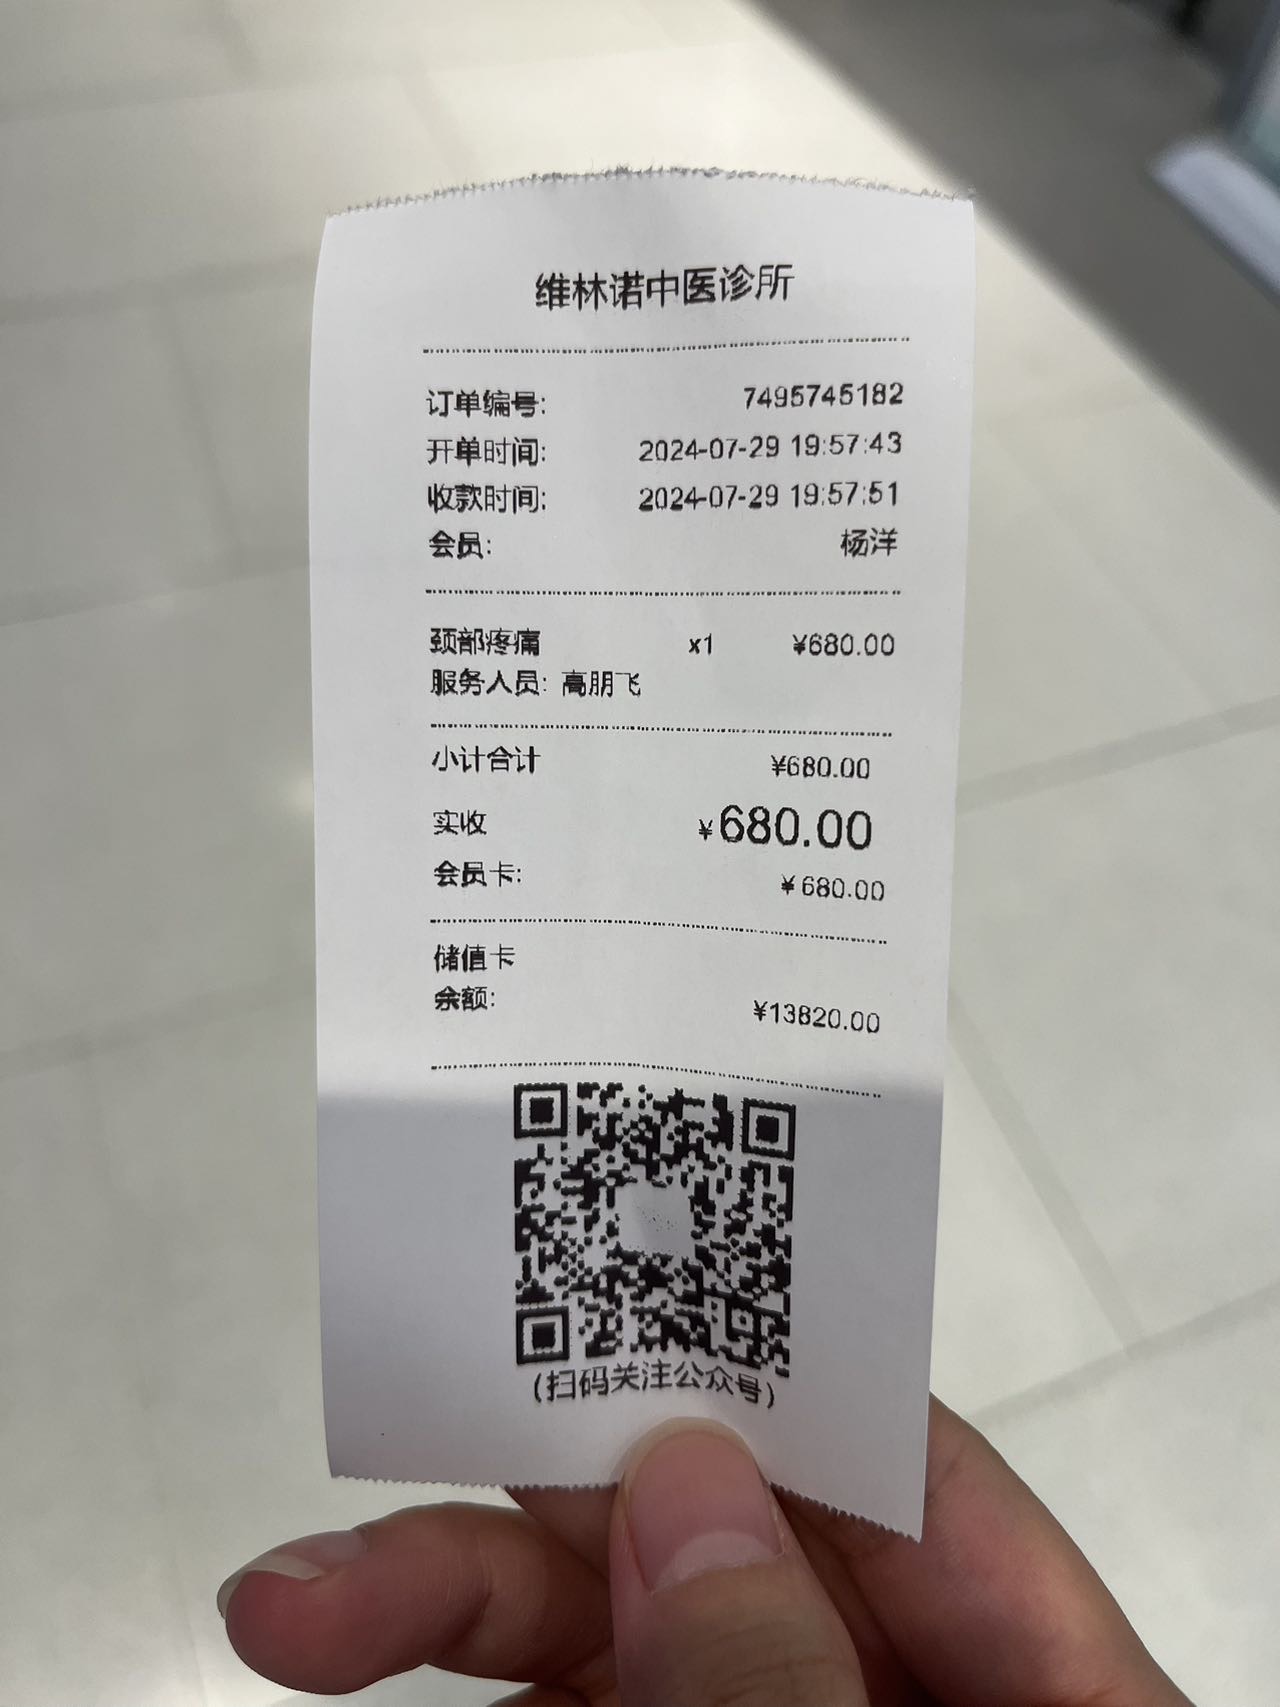 维林诺中医诊所
订单编号: 7495745182
开单时间: 2024-07-29 19:57:43
收款时间: 2024-07-29 19:57:51
会员: 杨洋
颈部疼痛 x1 ¥680.00
服务人员: 高朋飞
小计合计 ¥680.00
实收 ¥680.00
会员卡: ¥680.00
储值卡
余额: ¥13820.00
(扫码关注公众号)